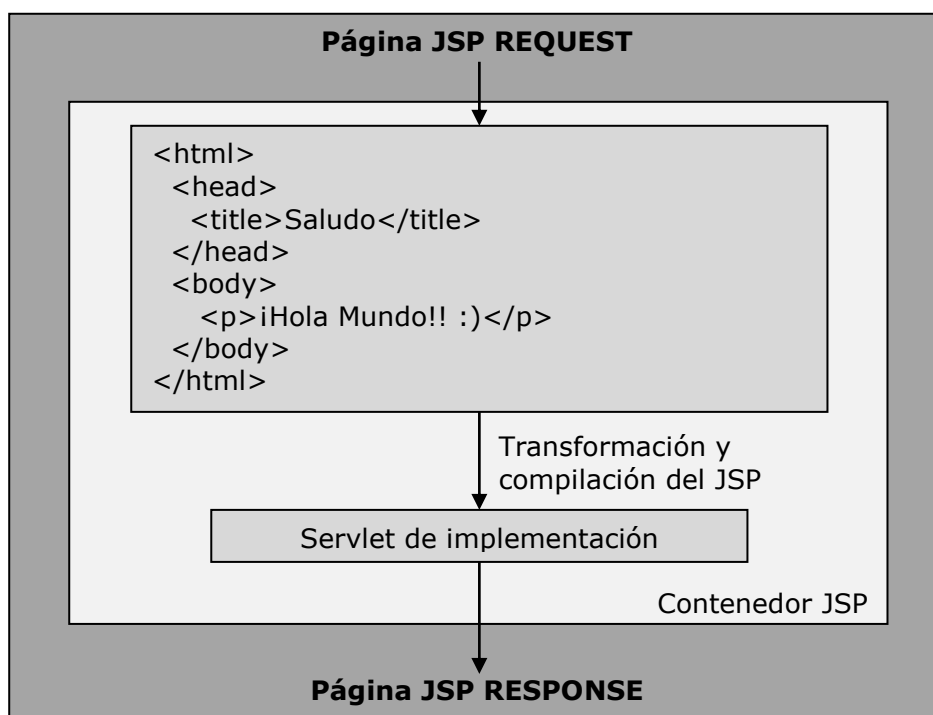 Página JSP REQUEST
<html>
<head>
<title>Saludo</title>
</head>
<body>
<p>¡Hola Mundo!! :)</p>
</body>
</html>
Transformación y
compilación del JSP
Servlet de implementación
Contenedor JSP
Página JSP RESPONSE